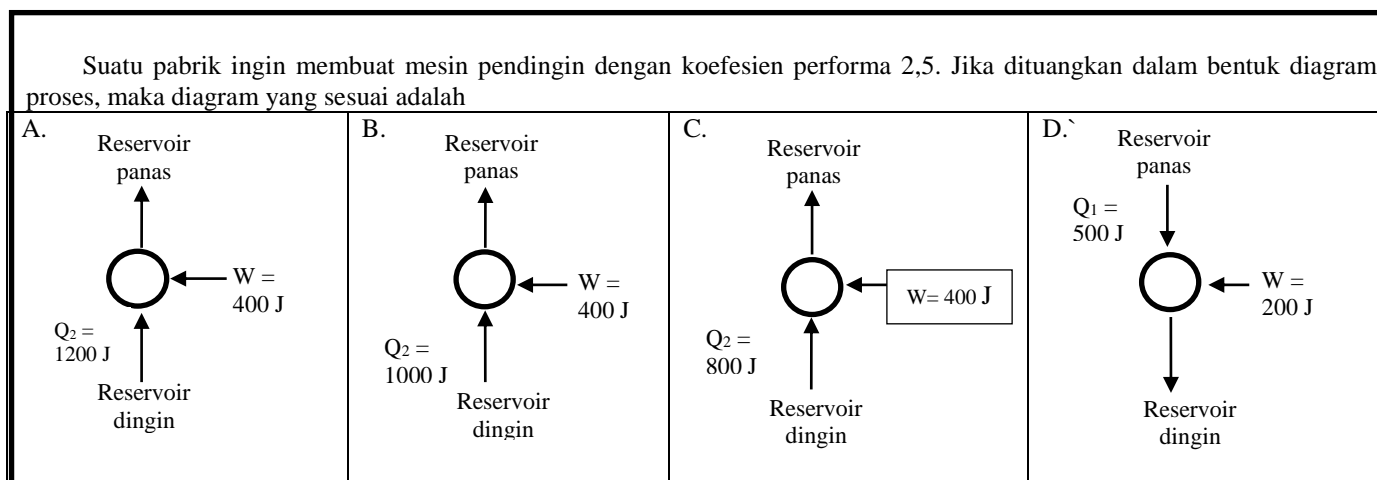 Suatu pabrik ingin membuat mesin pendingin dengan koefesien performa 2,5. Jika dituangkan dalam bentuk diagram
proses, maka diagram yang sesuai adalah
A.
Reservoir
panas
W =
400 J
Q2 =
1200 J
Reservoir
dingin
B.
Reservoir
panas
W =
400 J
Q2 =
1000 J
Reservoir
dingin
C.
Reservoir
panas
W= 400 J
Q2 =
800 J
Reservoir
dingin
D.`
Reservoir
panas
Q1 =
500 J
W =
200 J
Reservoir
dingin